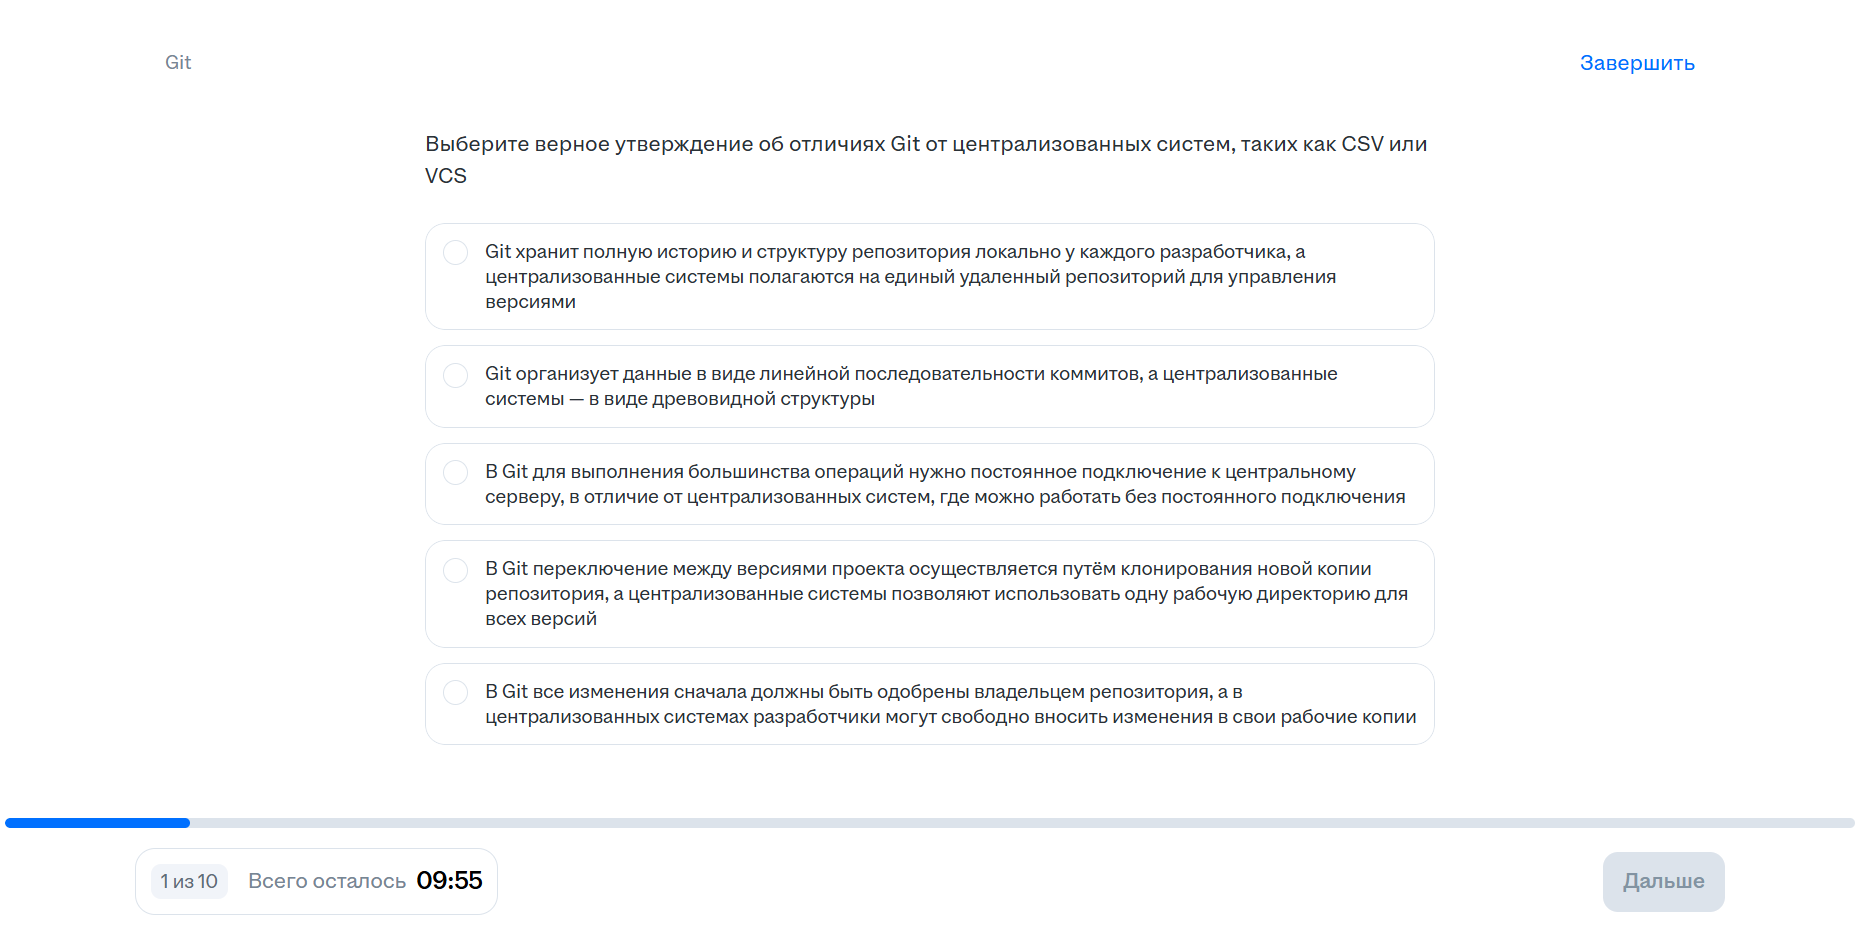 Git
Завершить
Выберите верное утверждение об отличиях Git от централизованных систем, таких как CSV или
VCS
Git хранит полную историю и структуру репозитория локально у каждого разработчика, а
централизованные системы полагаются на единый удаленный репозиторий для управления
версиями
Git организует данные в виде линейной последовательности коммитов, а централизованные
системы — в виде древовидной структуры
В Git для выполнения большинства операций нужно постоянное подключение к центральному
серверу, в отличие от централизованных систем, где можно работать без постоянного подключения
В Git переключение между версиями проекта осуществляется путём клонирования новой копии
репозитория, а централизованные системы позволяют использовать одну рабочую директорию для
всех версий
В Git все изменения сначала должны быть одобрены владельцем репозитория, а в
централизованных системах разработчики могут свободно вносить изменения в свои рабочие копии
1 из 10
Всего осталось 09:55
Дальше